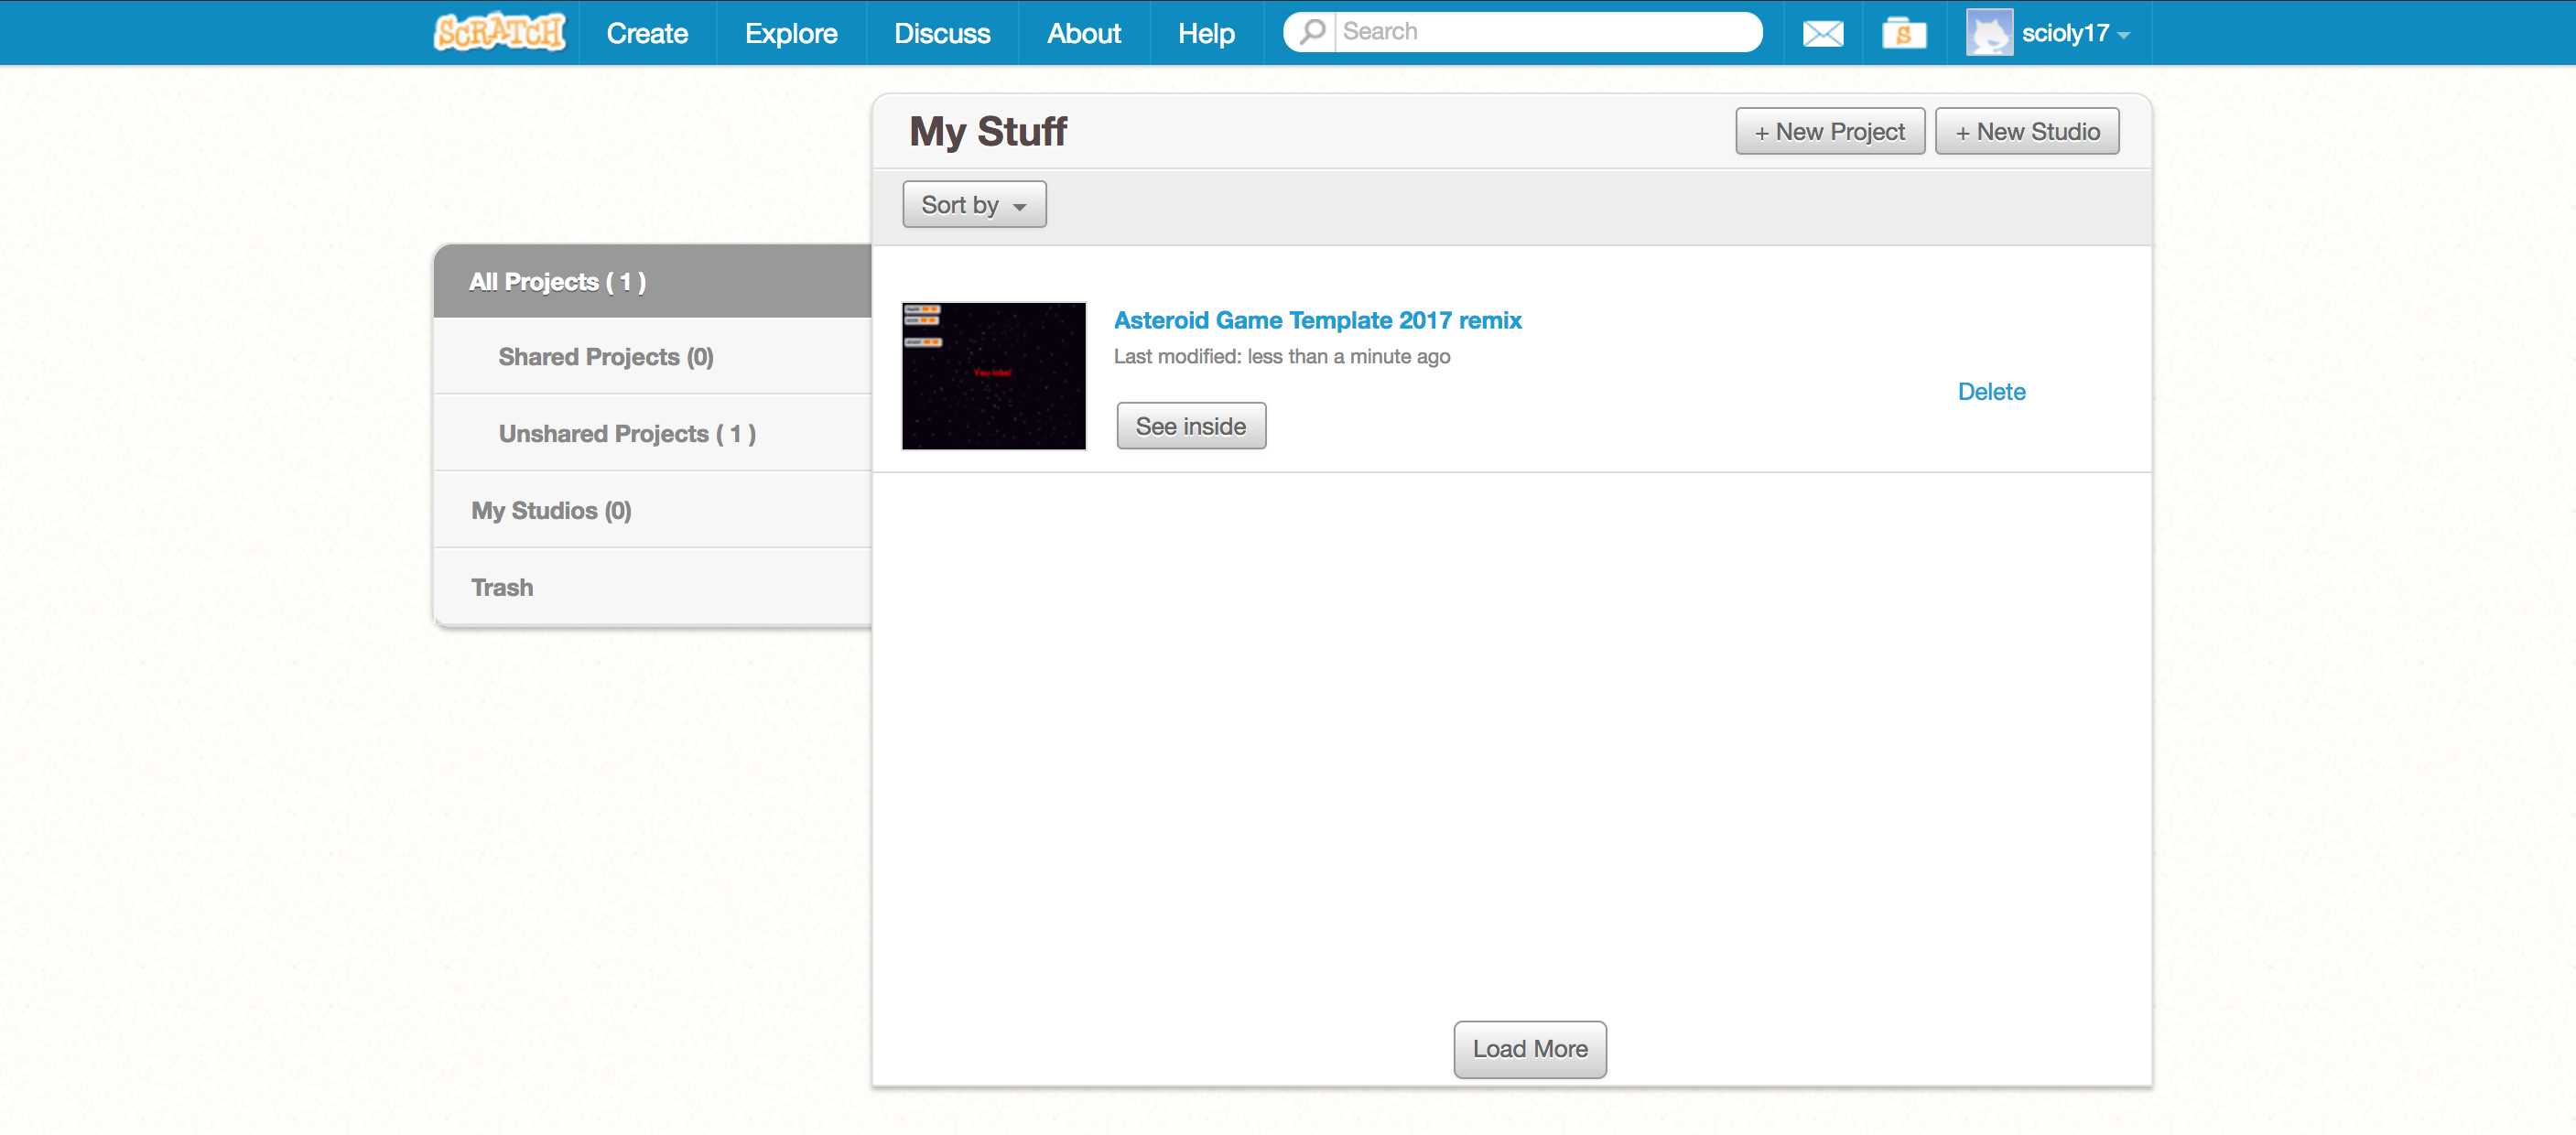 SCRATCH Create Explore Discuss About Help Search S scioly17
My Stuff + New Project + New Studio
Sort by
All Projects ( 1 )
Shared Projects (0)
Unshared Projects ( 1 )
My Studios (0)
Trash
Asteroid Game Template 2017 remix
Last modified: less than a minute ago
Delete
See inside
You lose!
Load More